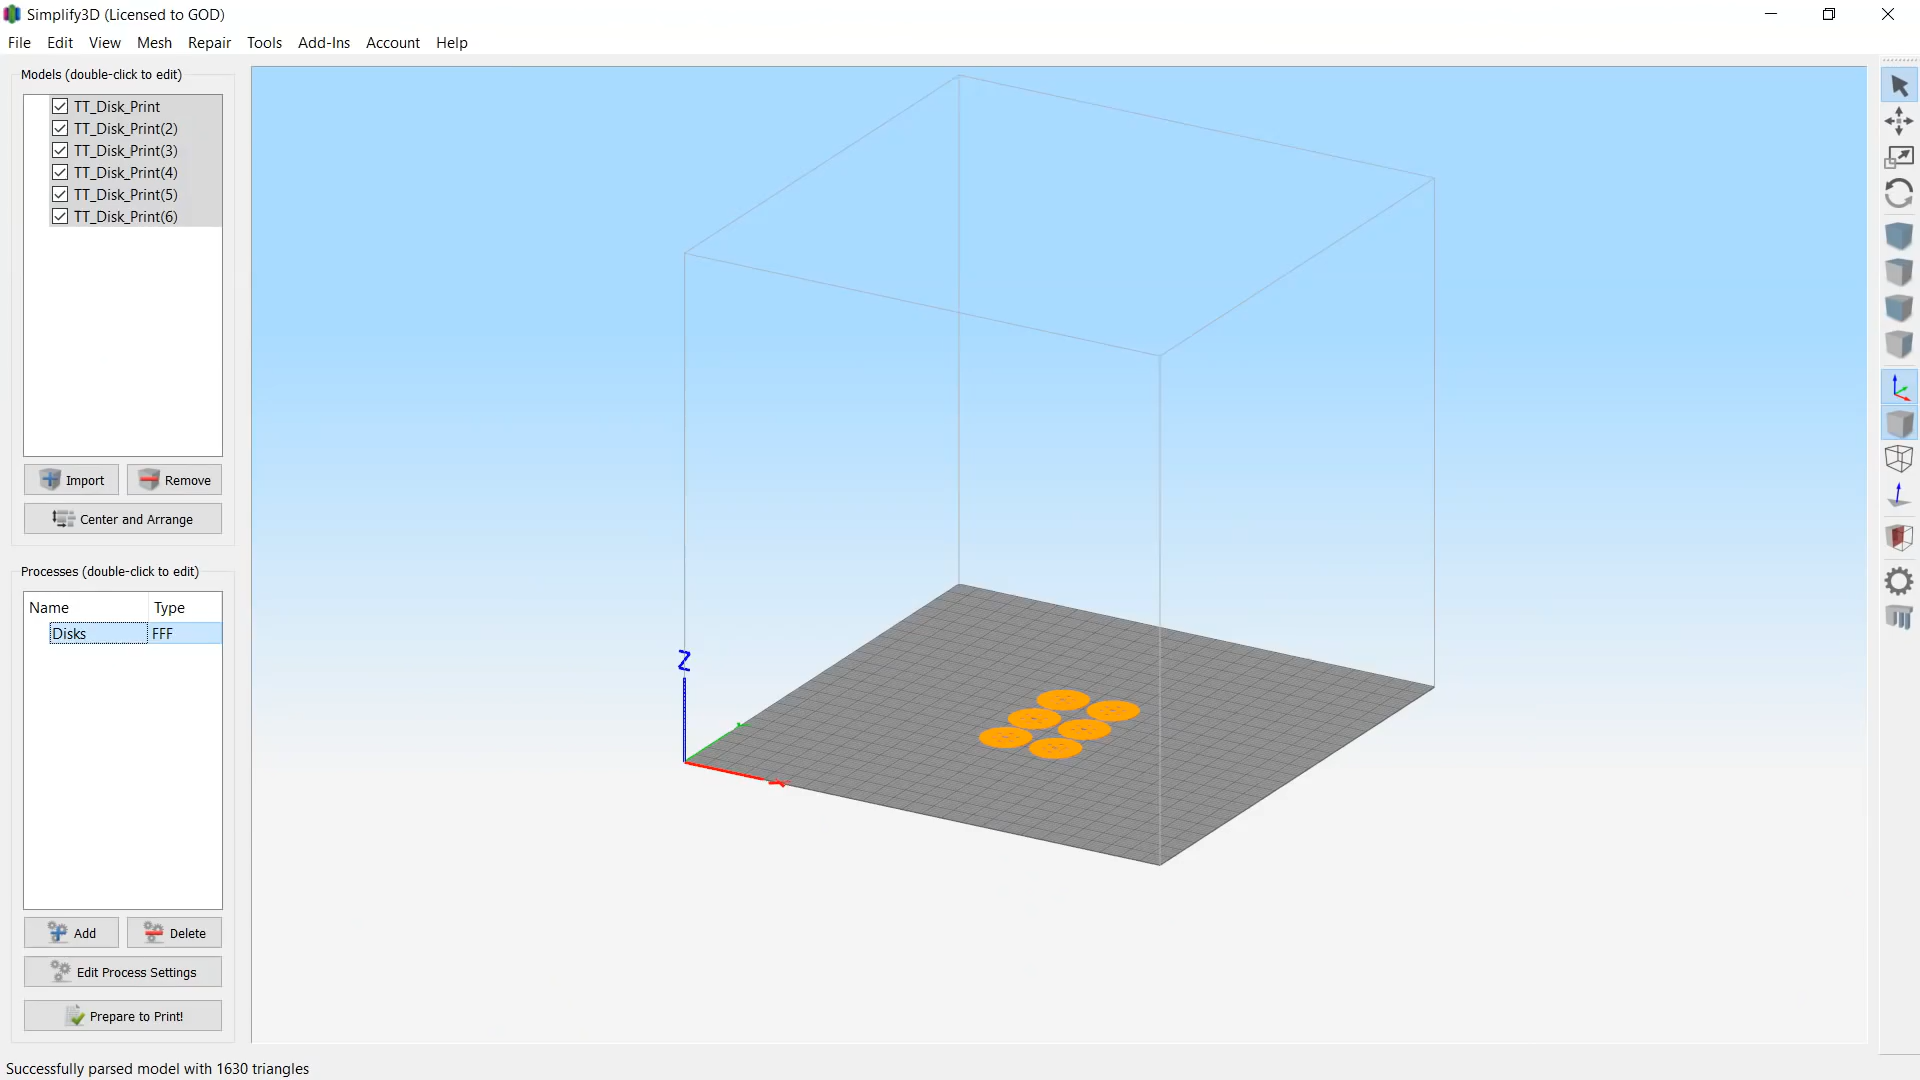 Simplify3D (Licensed to GOD)
File Edit View Mesh Repair Tools Add-Ins Account Help
Models (double-click to edit)
TT_Disk_Print
TT_Disk_Print(2)
TT_Disk_Print(3)
TT_Disk_Print(4)
TT_Disk_Print(5)
TT_Disk_Print(6)
Import Remove
Center and Arrange
Processes (double-click to edit)
Name Type
Disks FFF
Z
Add Delete
Edit Process Settings
Prepare to Print!
Successfully parsed model with 1630 triangles